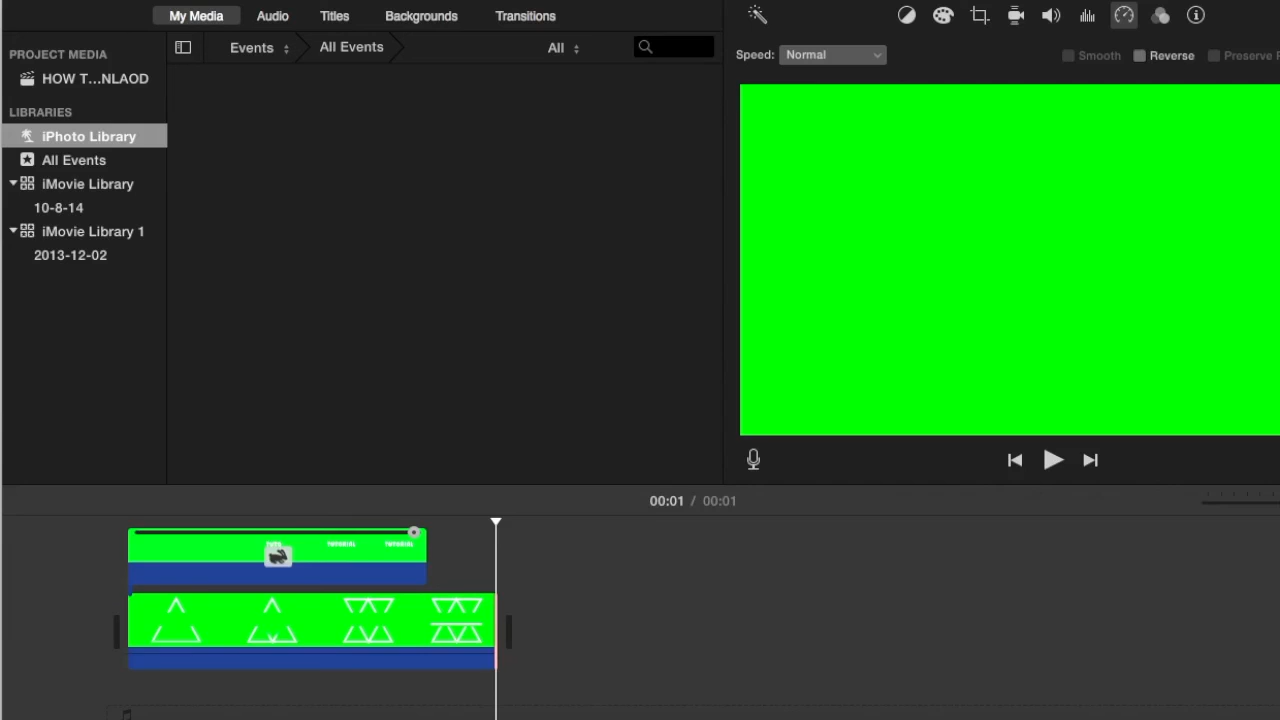 My Media Audio Titles Backgrounds Transitions
Events All Events All
PROJECT MEDIA
HOW T...NLAOD
LIBRARIES
iPhoto Library
All Events
iMovie Library
10-8-14
iMovie Library 1
2013-12-02
Speed: Normal Smooth Reverse Preserve
00:01 / 00:01
TUTORIAL TUTORIAL